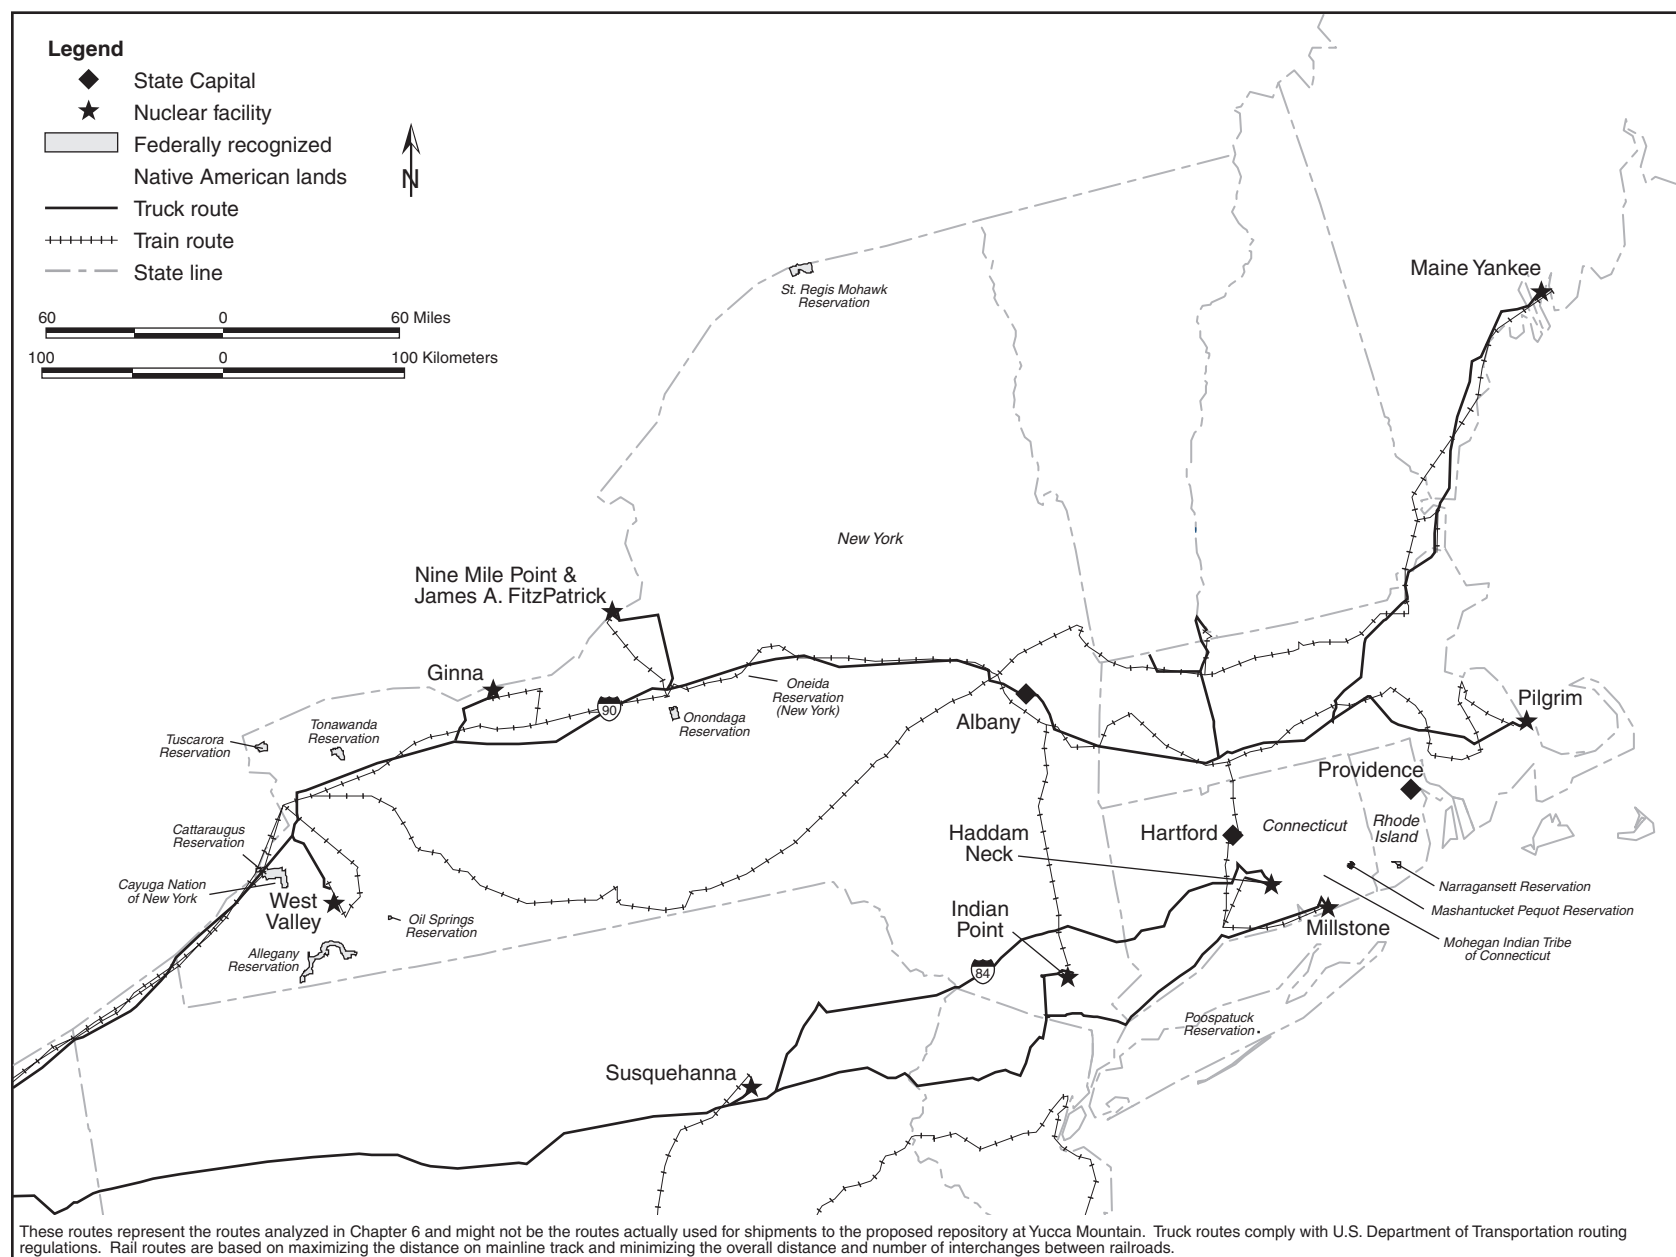 Legend
State Capital
Nuclear facility
Federally recognized
Native American lands
Truck route
Train route
State line
N
60 0 60 Miles
100 0 100 Kilometers
St. Regis Mohawk
Reservation
Maine Yankee
New York
Nine Mile Point &
James A. FitzPatrick
Ginna
90
Oneida
Reservation
(New York)
Onondaga
Reservation
Albany
Pilgrim
Tonawanda
Reservation
Tuscarora
Reservation
Providence
Cattaraugus
Reservation
Haddam
Neck
Hartford
Connecticut
Rhode
Island
Cayuga Nation
of New York
West
Valley
Oil Springs
Reservation
Allegany
Reservation
Indian
Point
84
Millstone
Narragansett Reservation
Mashantucket Pequot Reservation
Mohegan Indian Tribe
of Connecticut
Poospatuck
Reservation
Susquehanna
These routes represent the routes analyzed in Chapter 6 and might not be the routes actually used for shipments to the proposed repository at Yucca Mountain. Truck routes comply with U.S. Department of Transportation routing
regulations. Rail routes are based on maximizing the distance on mainline track and minimizing the overall distance and number of interchanges between railroads.